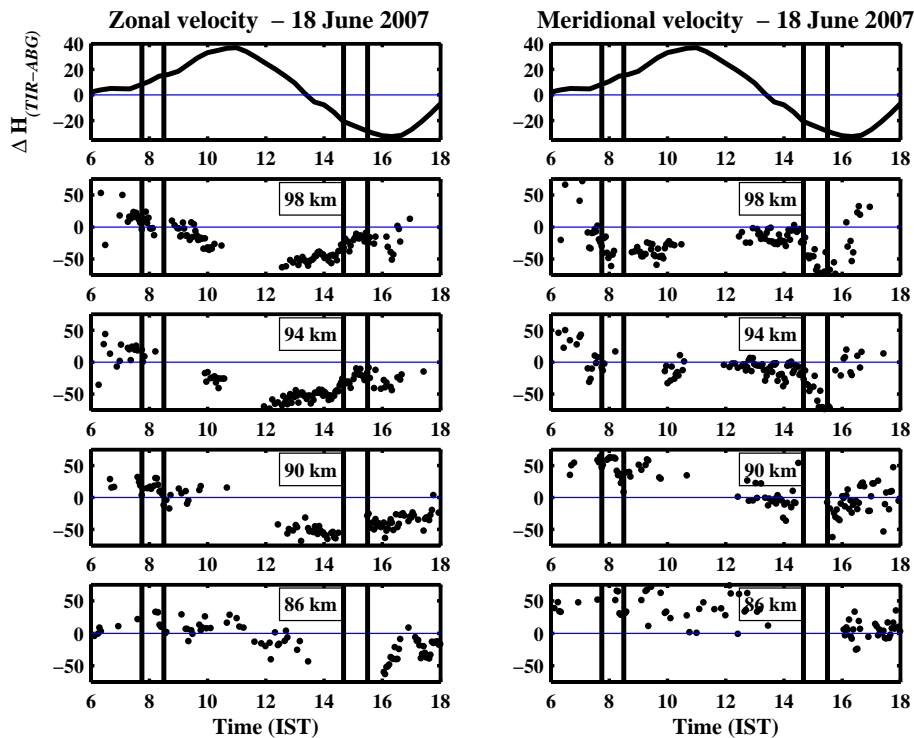 Zonal velocity – 18 June 2007
Meridional velocity – 18 June 2007
Δ H(TIR−ABG)
40
20
0
−20
6 8 10 12 14 16 18
40
20
0
−20
6 8 10 12 14 16 18
98 km
50
0
−50
6 8 10 12 14 16 18
98 km
50
0
−50
6 8 10 12 14 16 18
94 km
50
0
−50
6 8 10 12 14 16 18
94 km
50
0
−50
6 8 10 12 14 16 18
90 km
50
0
−50
6 8 10 12 14 16 18
90 km
50
0
−50
6 8 10 12 14 16 18
86 km
50
0
−50
6 8 10 12 14 16 18
Time (IST)
86 km
50
0
−50
6 8 10 12 14 16 18
Time (IST)